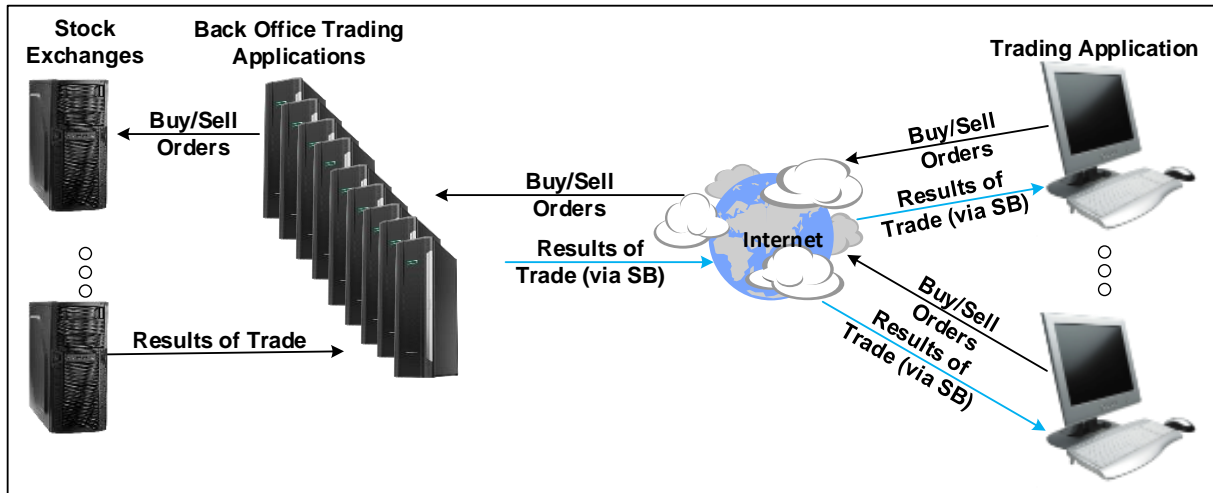 Stock
Exchanges
Back Office Trading
Applications
Trading Application
Buy/Sell
Orders
Buy/Sell
Orders
Buy/Sell
Orders
Results of
Trade (via SB)
Internet
Results of
Trade (via SB)
Buy/Sell
Orders
Results of
Trade (via SB)
Results of Trade